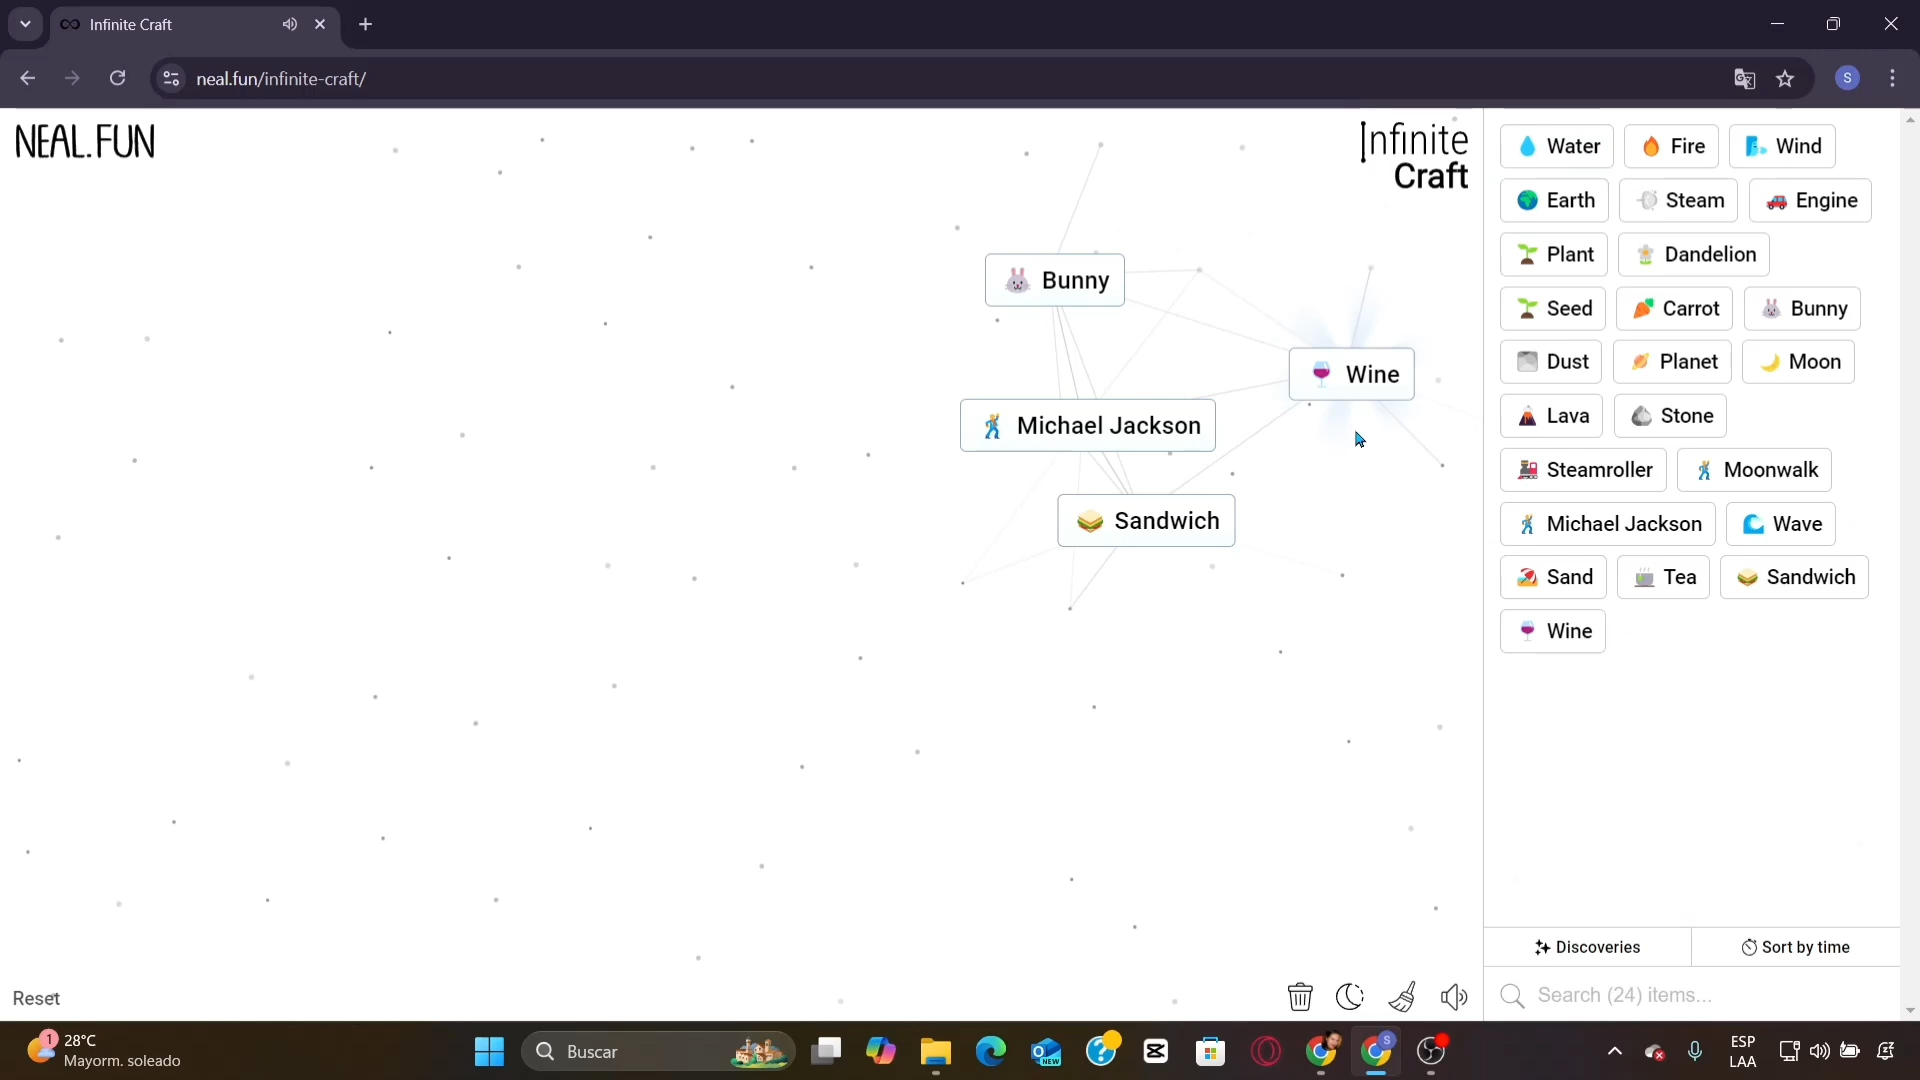 Infinite Craft
neal.fun/infinite-craft/
S
NEAL.FUN
Infinite
Craft
Bunny
Wine
Michael Jackson
Sandwich
Water Fire Wind
Earth Steam Engine
Plant Dandelion
Seed Carrot Bunny
Dust Planet Moon
Lava Stone
Steamroller Moonwalk
Michael Jackson Wave
Sand Tea Sandwich
Wine
Discoveries Sort by time
Search (24) items...
Reset
1
28°C
Mayorm. soleado
Buscar
NEW
S
ESP
LAA